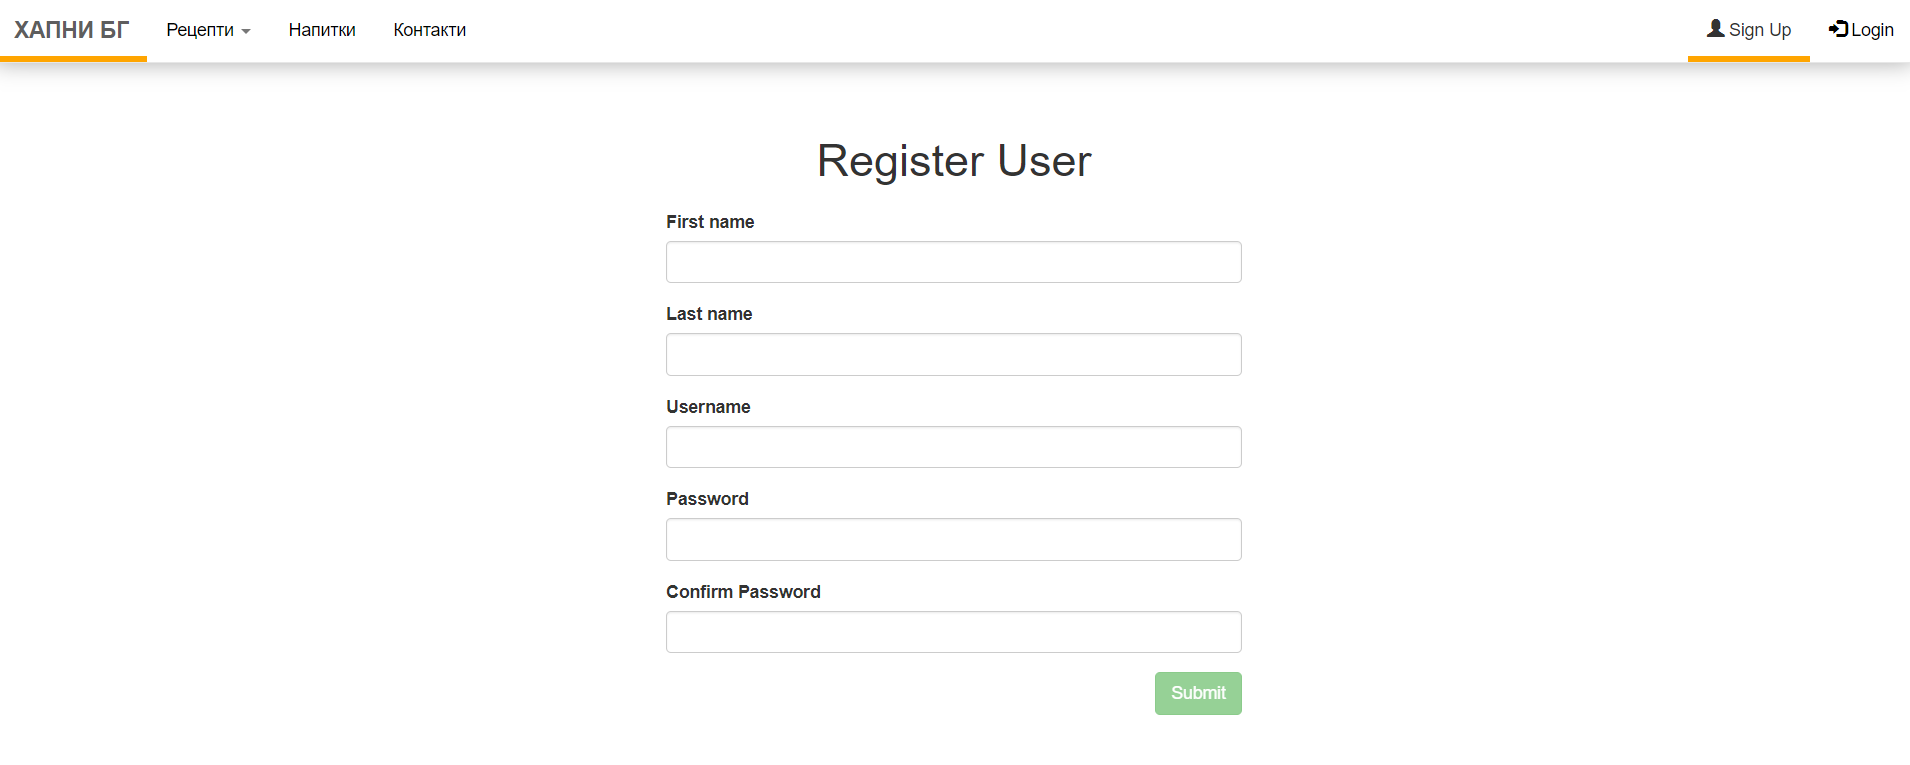 ХАПНИ БГ Рецепти Напитки Контакти Sign Up Login
Register User
First name
Last name
Username
Password
Confirm Password
Submit